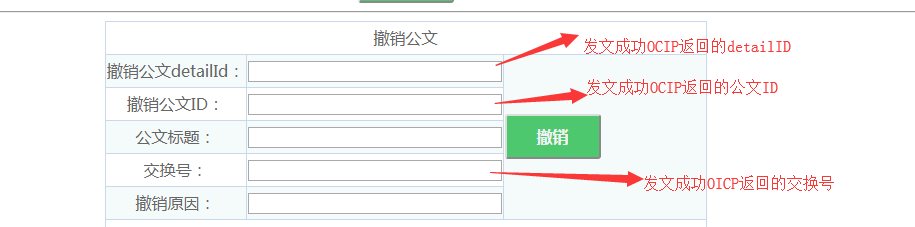 撤销公文
发文成功OCIP返回的detailID
撤销公文detailId：
发文成功OCIP返回的公文ID
撤销公文ID：
公文标题：
撤销
交换号：
发文成功OICP返回的交换号
撤销原因：